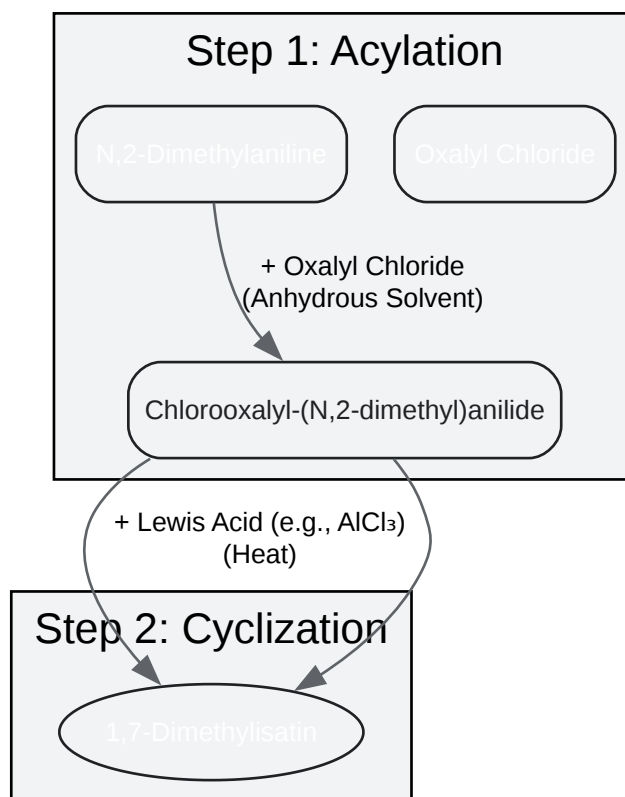 Step 1: Acylation
N,2-Dimethylaniline
Oxalyl Chloride
+ Oxalyl Chloride
(Anhydrous Solvent)
Chlorooxalyl-(N,2-dimethyl)anilide
+ Lewis Acid (e.g., AlCl₃)
(Heat)
Step 2: Cyclization
1,7-Dimethylisatin